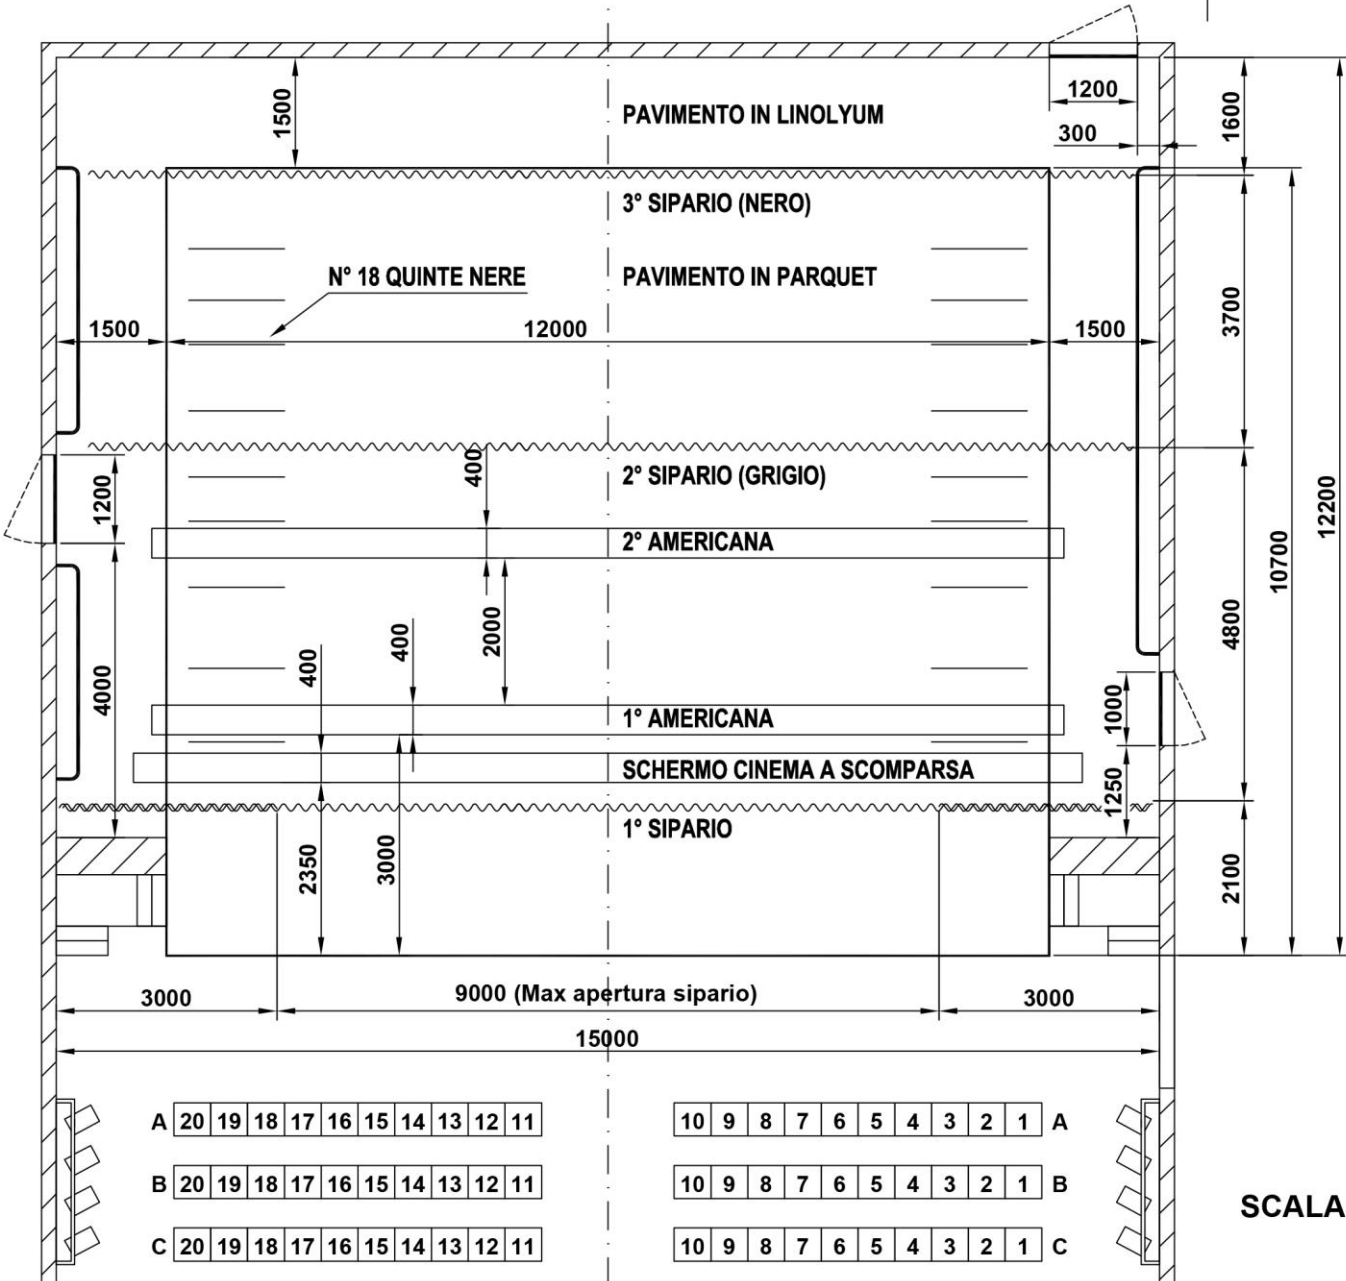 1200
1500
PAVIMENTO IN LINOLYUM
1600
300
3° SIPARIO (NERO)
N° 18 QUINTE NERE
PAVIMENTO IN PARQUET
3700
1500
12000
1500
400
2° SIPARIO (GRIGIO)
1200
12200
2° AMERICANA
10700
2000
4800
400
400
4000
1000
1° AMERICANA
SCHERMO CINEMA A SCOMPARSA
1250
1° SIPARIO
2350
3000
2100
3000
9000 (Max apertura sipario)
3000
15000
A 20 19 18 17 16 15 14 13 12 11 10 9 8 7 6 5 4 3 2 1 A
B 20 19 18 17 16 15 14 13 12 11 10 9 8 7 6 5 4 3 2 1 B
SCALA
C 20 19 18 17 16 15 14 13 12 11 10 9 8 7 6 5 4 3 2 1 C